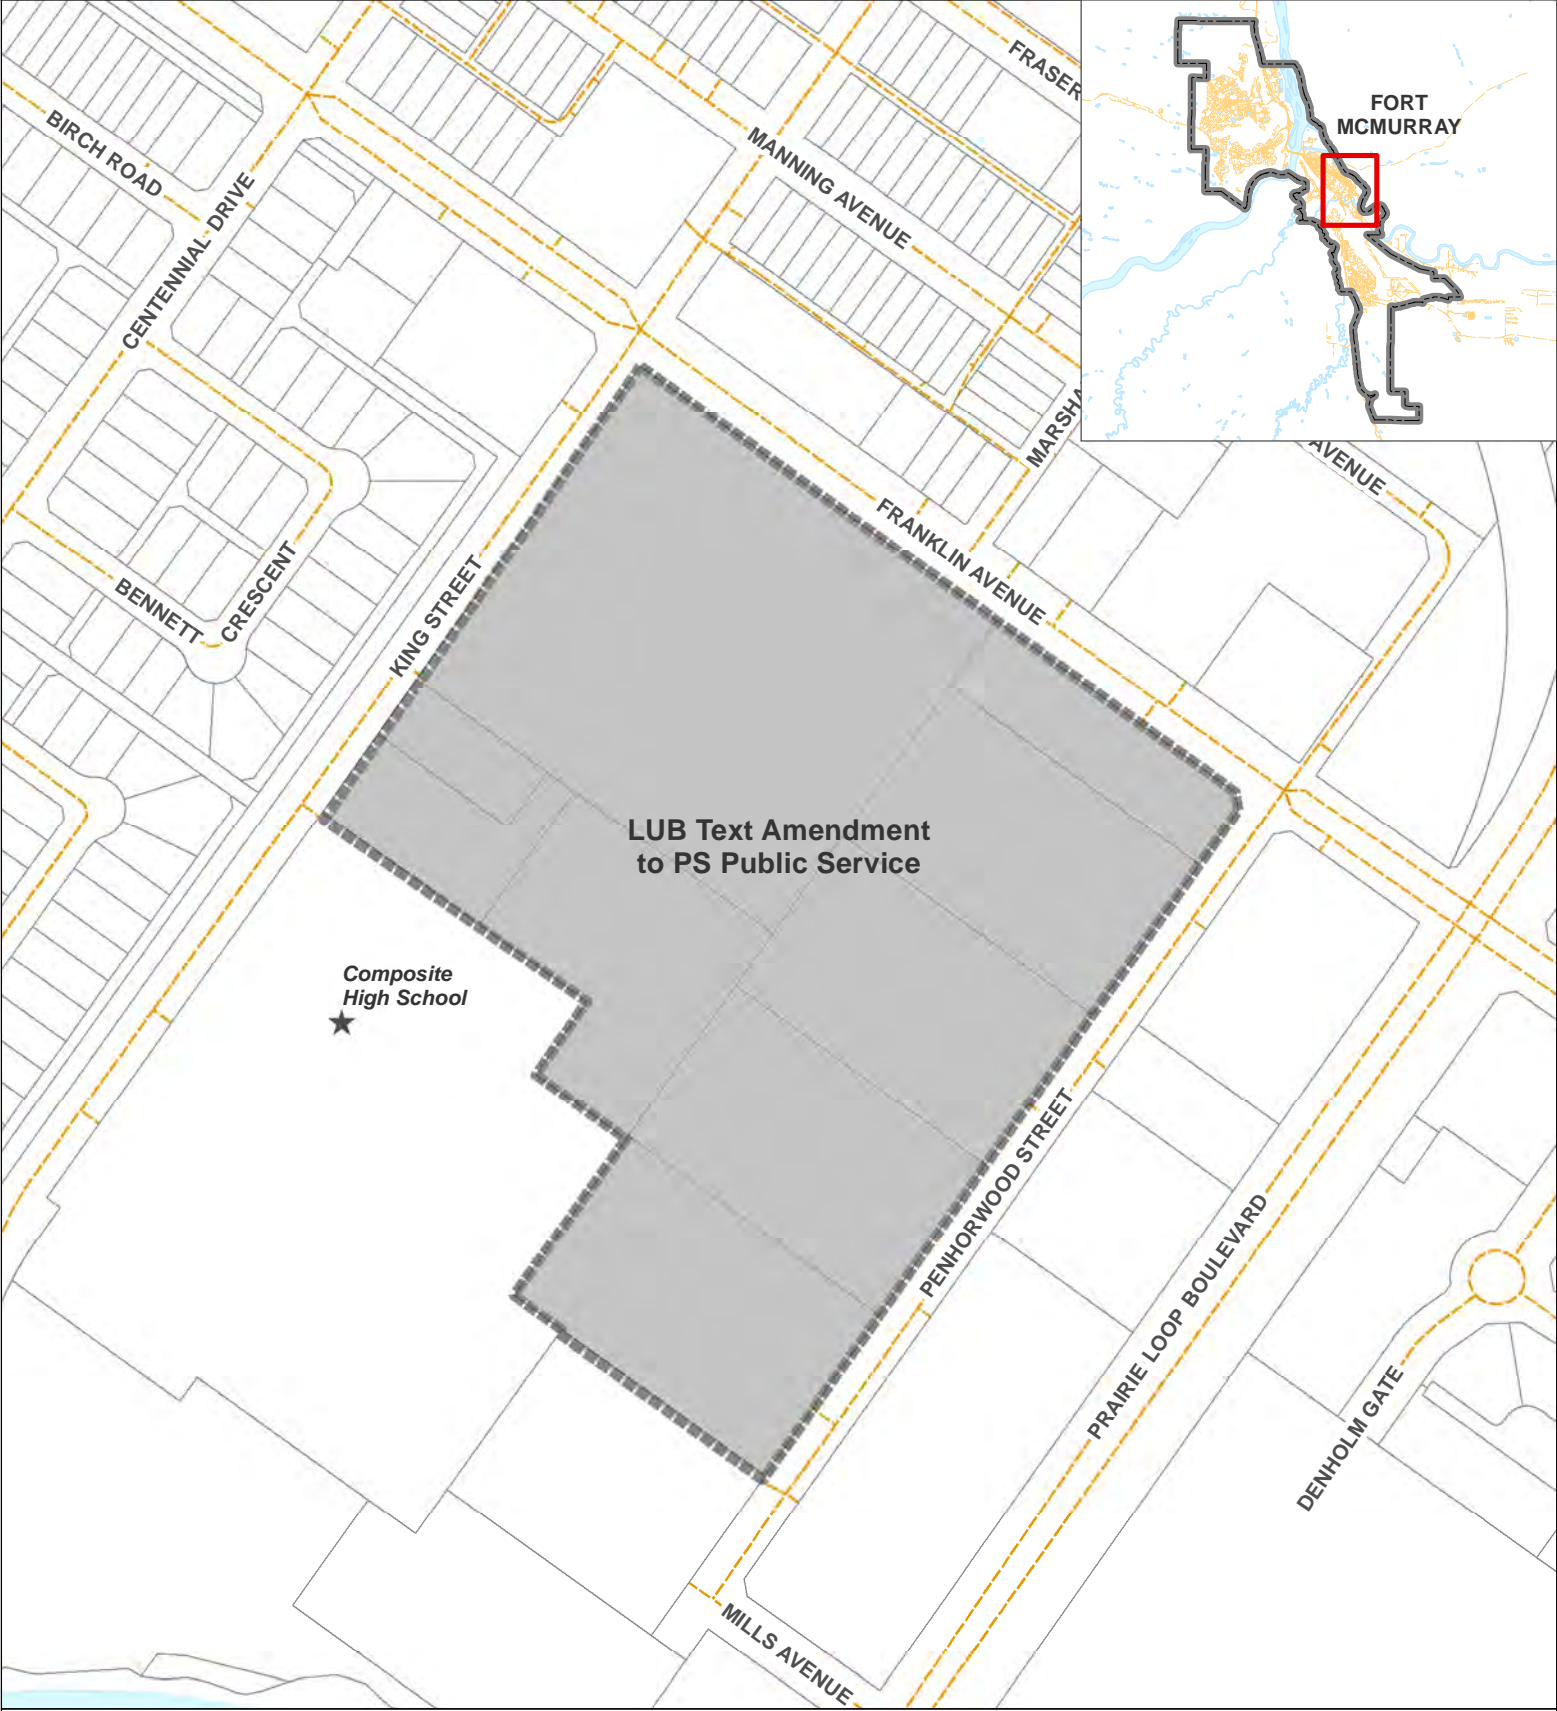 FRASER
FORT
MCMURRAY
BIRCH ROAD
MANNING AVENUE
CENTENNIAL DRIVE
MARSHA
AVENUE
FRANKLIN AVENUE
BENNETT
CRESCENT
KING STREET
LUB Text Amendment
to PS Public Service
Composite
High School
PENHORWOOD STREET
PRAIRIE LOOP BOULEVARD
DENHOLM GATE
MILLS AVENUE